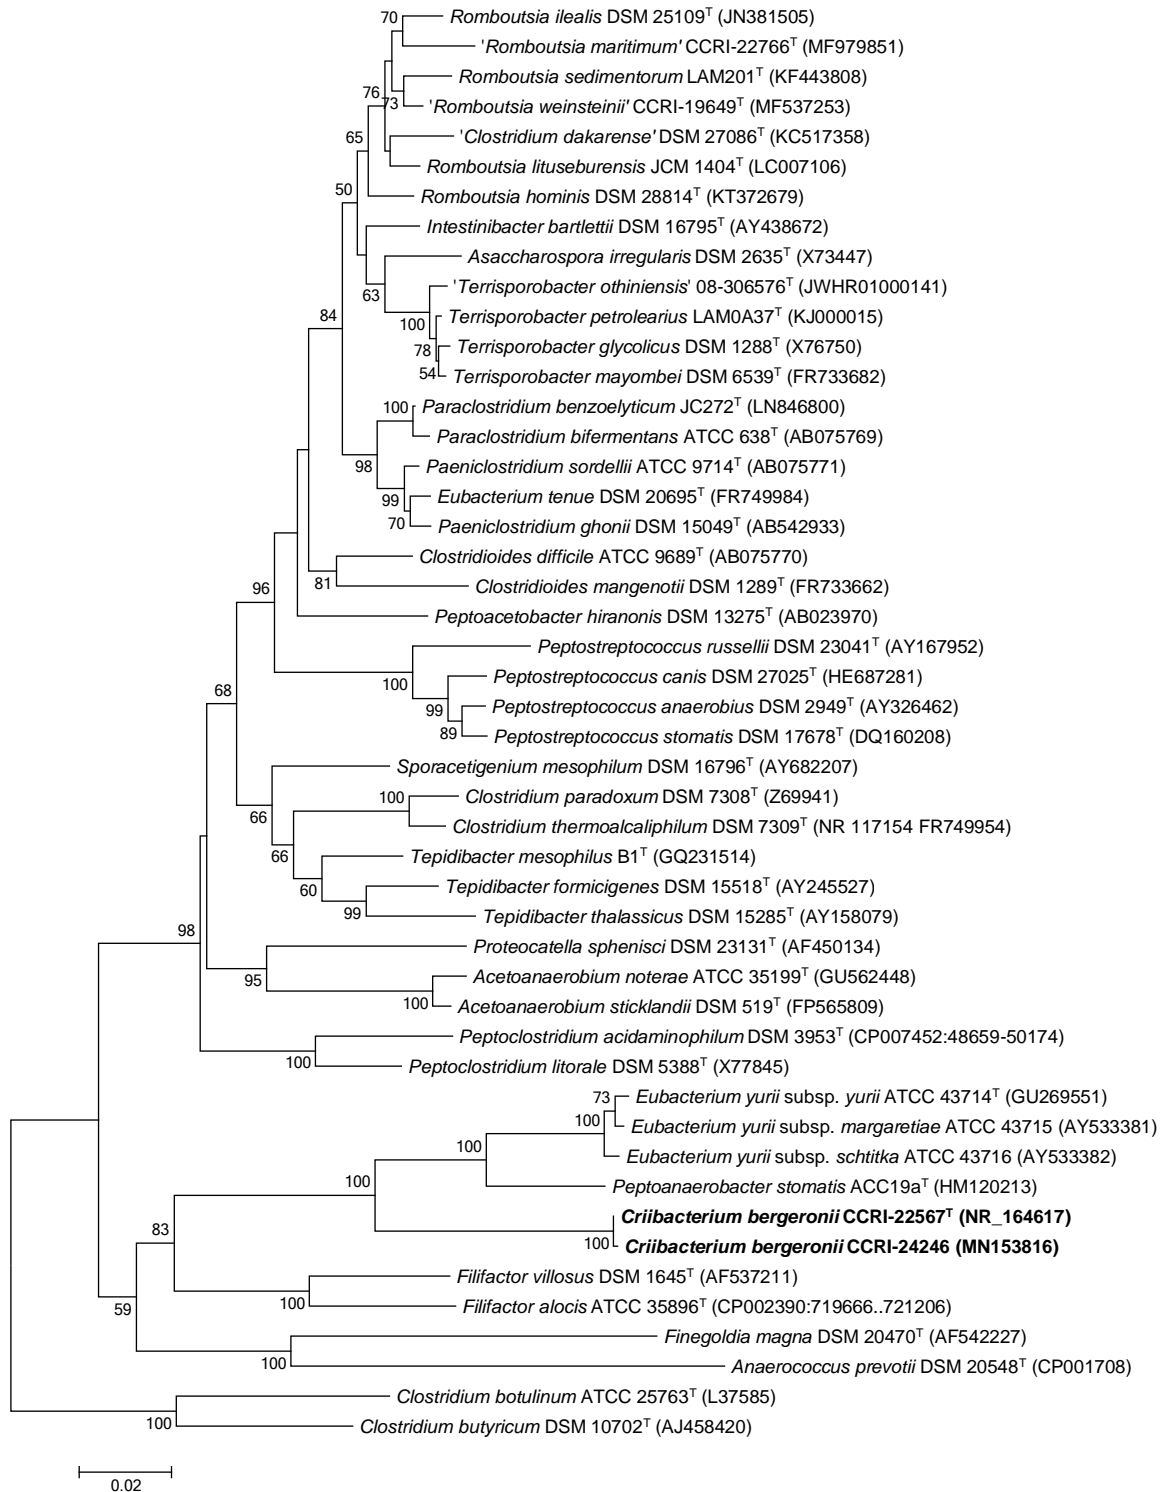 70
Romboutsia ilealis DSM 25109T (JN381505)
'Romboutsia maritimum' CCRI-22766T (MF979851)
Romboutsia sedimentorum LAM201T (KF443808)
76
73
'Romboutsia weinsteinii' CCRI-19649T (MF537253)
65
'Clostridium dakarense' DSM 27086T (KC517358)
Romboutsia lituseburensis JCM 1404T (LC007106)
50
Romboutsia hominis DSM 28814T (KT372679)
Intestinibacter bartlettii DSM 16795T (AY438672)
Asaccharospora irregularis DSM 2635T (X73447)
63
'Terrisporobacter othiniensis' 08-306576T (JWHR01000141)
84
100
Terrisporobacter petrolearius LAM0A37T (KJ000015)
78
Terrisporobacter glycolicus DSM 1288T (X76750)
54
Terrisporobacter mayombei DSM 6539T (FR733682)
100
Paraclostridium benzoelyticum JC272T (LN846800)
Paraclostridium bifermentans ATCC 638T (AB075769)
98
Paeniclostridium sordellii ATCC 9714T (AB075771)
99
Eubacterium tenue DSM 20695T (FR749984)
70
Paeniclostridium ghonii DSM 15049T (AB542933)
Clostridioides difficile ATCC 9689T (AB075770)
81
Clostridioides mangenotii DSM 1289T (FR733662)
96
Peptoacetobacter hiranonis DSM 13275T (AB023970)
Peptostreptococcus russellii DSM 23041T (AY167952)
100
Peptostreptococcus canis DSM 27025T (HE687281)
68
99
Peptostreptococcus anaerobius DSM 2949T (AY326462)
89
Peptostreptococcus stomatis DSM 17678T (DQ160208)
Sporacetigenium mesophilum DSM 16796T (AY682207)
100
Clostridium paradoxum DSM 7308T (Z69941)
66
Clostridium thermoalcaliphilum DSM 7309T (NR 117154 FR749954)
66
Tepidibacter mesophilus B1T (GQ231514)
60
Tepidibacter formicigenes DSM 15518T (AY245527)
99
Tepidibacter thalassicus DSM 15285T (AY158079)
98
Proteocatella sphenisci DSM 23131T (AF450134)
95
Acetoanaerobium noterae ATCC 35199T (GU562448)
100
Acetoanaerobium sticklandii DSM 519T (FP565809)
Peptoclostridium acidaminophilum DSM 3953T (CP007452:48659-50174)
100
Peptoclostridium litorale DSM 5388T (X77845)
73
Eubacterium yurii subsp. yurii ATCC 43714T (GU269551)
100
Eubacterium yurii subsp. margaretiae ATCC 43715 (AY533381)
100
Eubacterium yurii subsp. schtitka ATCC 43716 (AY533382)
100
Peptoanaerobacter stomatis ACC19aT (HM120213)
Criibacterium bergeronii CCRI-22567T (NR_164617)
83
100
Criibacterium bergeronii CCRI-24246 (MN153816)
Filifactor villosus DSM 1645T (AF537211)
59
100
Filifactor alocis ATCC 35896T (CP002390:719666..721206)
Finegoldia magna DSM 20470T (AF542227)
100
Anaerococcus prevotii DSM 20548T (CP001708)
Clostridium botulinum ATCC 25763T (L37585)
100
Clostridium butyricum DSM 10702T (AJ458420)
0.02